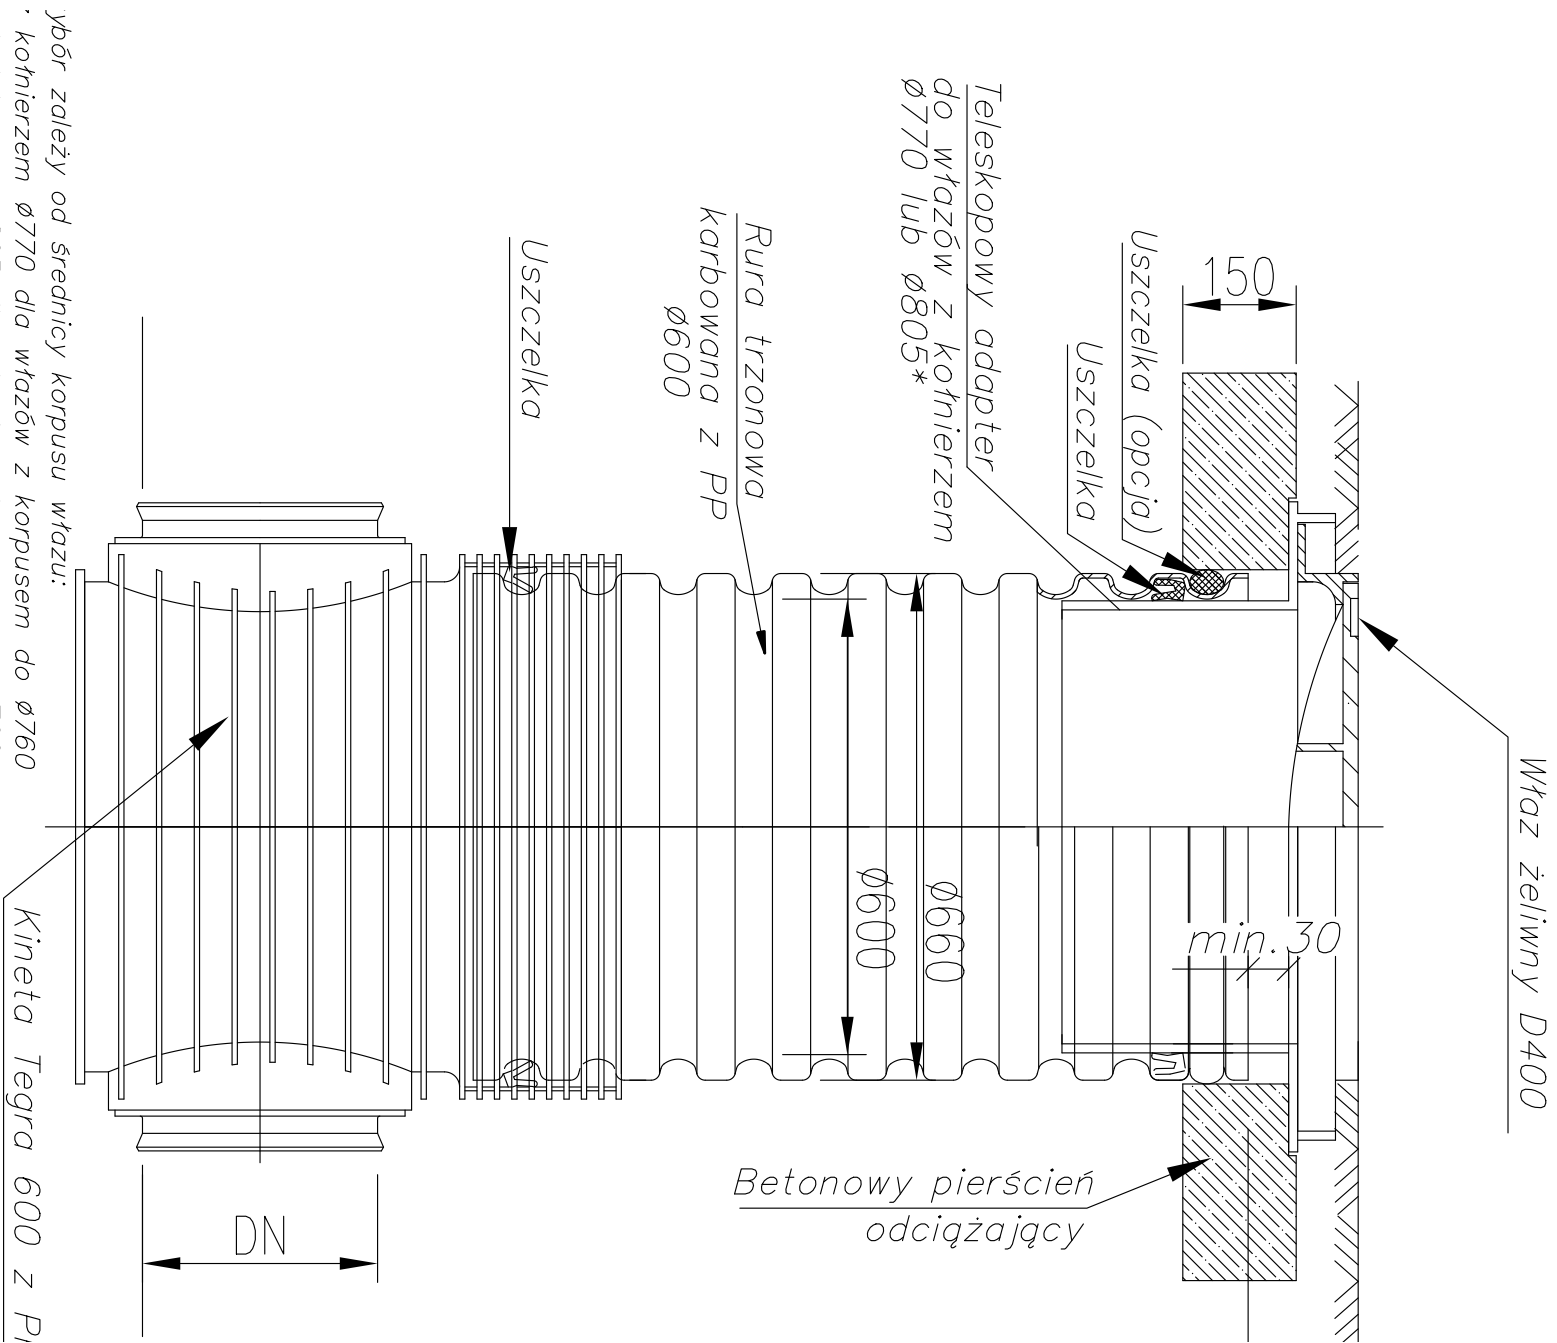 Właz żeliwny D400
150
Uszczelka (opcja)
Uszczelka
Teleskopowy adapter
do włazów z kołnierzem
ø770 lub ø805*
Rura trzonowa
karbowana z PP
ø600
Uszczelka
min.30
ø660
ø600
Betonowy pierścień
odciążający
DN
Kineta Tegra 600 z
ybór zależy od średnicy korpusu włazu:
kołnierzem ø770 dla włazów z korpusem do ø760